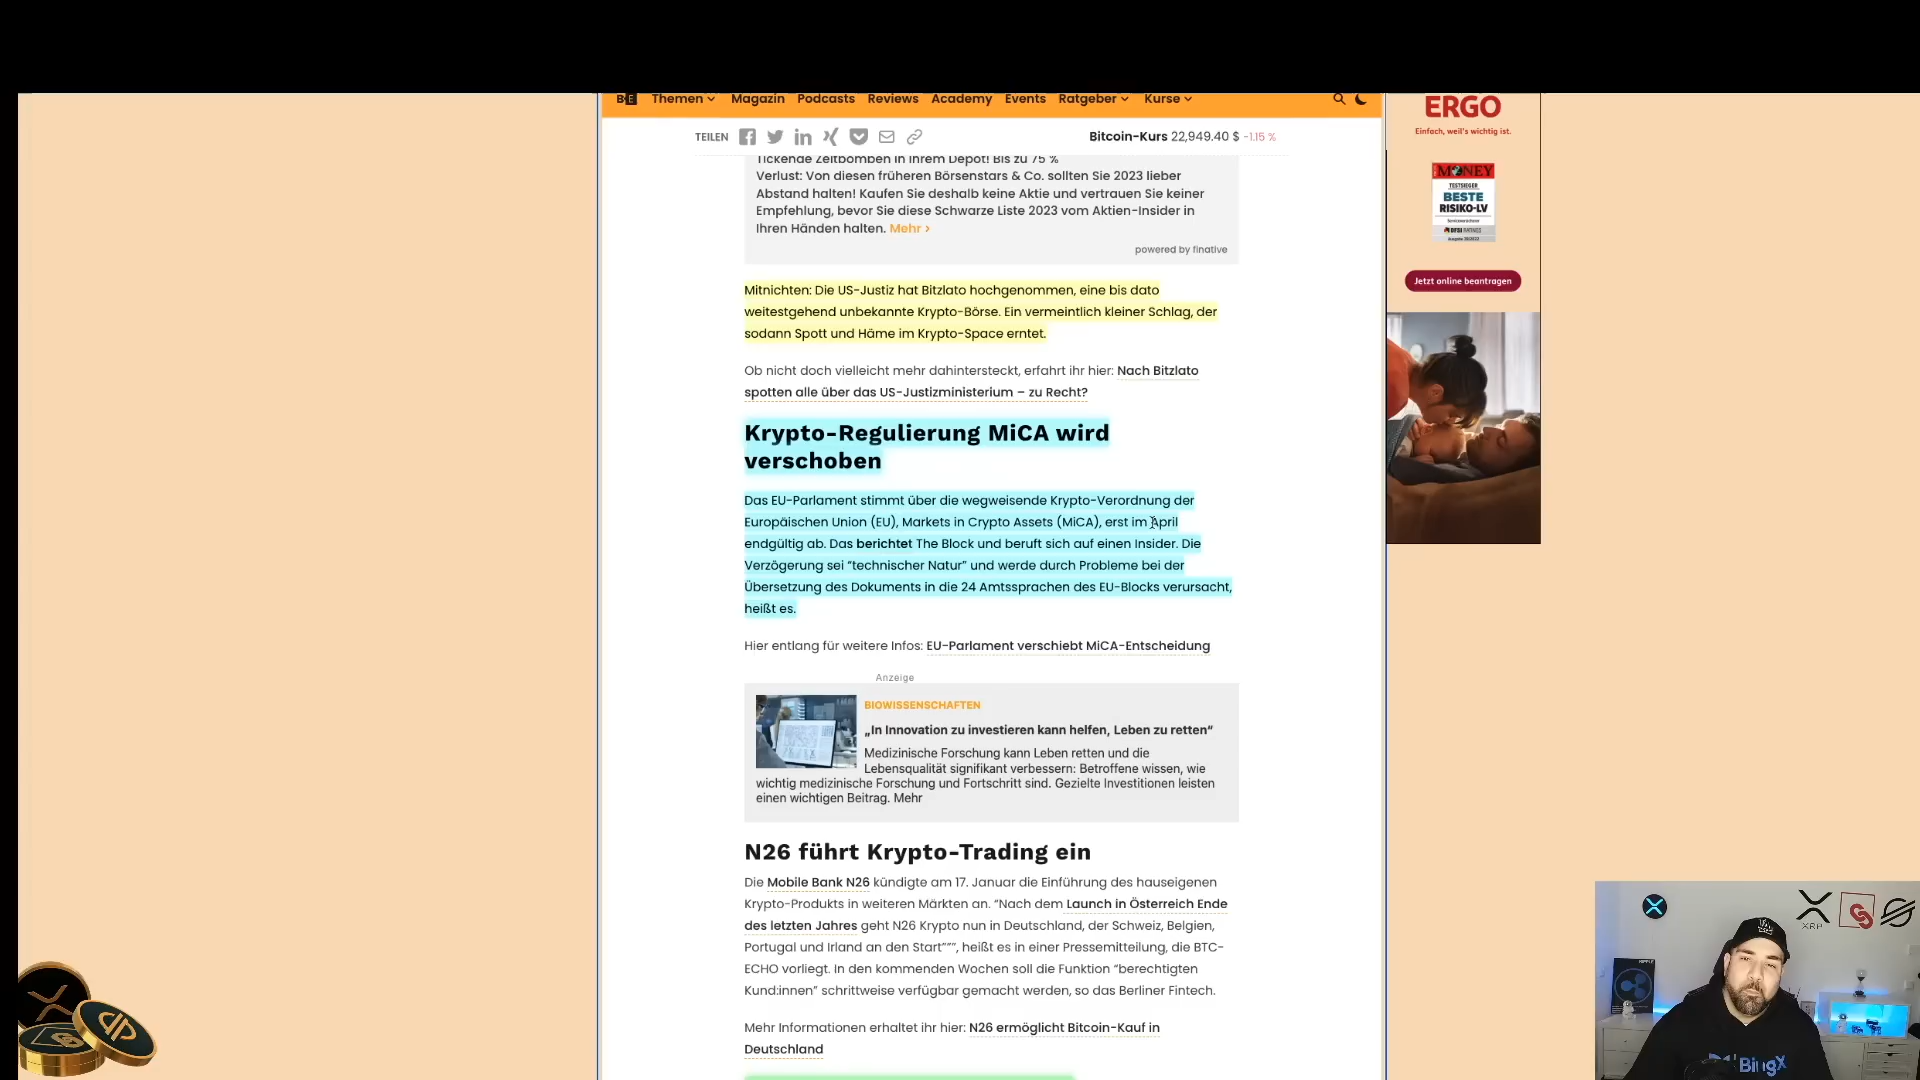 Themen Magazin Podcasts Reviews Academy Events Ratgeber Kurse
TEILEN
Bitcoin-Kurs 22,949.40 $ -1.15 %
Tickende Zeitbomben in Ihrem Depot! Bis zu 75 %
Verlust: Von diesen früheren Börsenstars & Co. sollten Sie 2023 lieber
Abstand halten! Kaufen Sie deshalb keine Aktie und vertrauen Sie keiner
Empfehlung, bevor Sie diese Schwarze Liste 2023 vom Aktien-Insider in
Ihren Händen halten. Mehr ›
powered by finative
Mitnichten: Die US-Justiz hat Bitzlato hochgenommen, eine bis dato
weitestgehend unbekannte Krypto-Börse. Ein vermeintlich kleiner Schlag, der
sodann Spott und Häme im Krypto-Space erntet.
Ob nicht doch vielleicht mehr dahintersteckt, erfahrt ihr hier: Nach Bitzlato
spotten alle über das US-Justizministerium – zu Recht?
Krypto-Regulierung MiCA wird
verschoben
Das EU-Parlament stimmt über die wegweisende Krypto-Verordnung der
Europäischen Union (EU), Markets in Crypto Assets (MiCA), erst im April
endgültig ab. Das berichtet The Block und beruft sich auf einen Insider. Die
Verzögerung sei “technischer Natur” und werde durch Probleme bei der
Übersetzung des Dokuments in die 24 Amtssprachen des EU-Blocks verursacht,
heißt es.
Hier entlang für weitere Infos: EU-Parlament verschiebt MiCA-Entscheidung
Anzeige
BIOWISSENSCHAFTEN
„In Innovation zu investieren kann helfen, Leben zu retten“
Medizinische Forschung kann Leben retten und die
Lebensqualität signifikant verbessern: Betroffene wissen, wie
wichtig medizinische Forschung und Fortschritt sind. Gezielte Investitionen leisten
einen wichtigen Beitrag. Mehr
N26 führt Krypto-Trading ein
Die Mobile Bank N26 kündigte am 17. Januar die Einführung des hauseigenen
Krypto-Produkts in weiteren Märkten an. “Nach dem Launch in Österreich Ende
des letzten Jahres geht N26 Krypto nun in Deutschland, der Schweiz, Belgien,
Portugal und Irland an den Start”””, heißt es in einer Pressemitteilung, die BTC-
ECHO vorliegt. In den kommenden Wochen soll die Funktion “berechtigten
Kund:innen” schrittweise verfügbar gemacht werden, so das Berliner Fintech.
Mehr Informationen erhaltet ihr hier: N26 ermöglicht Bitcoin-Kauf in
Deutschland
ERGO
Einfach, weil's wichtig ist.
MONEY
TESTSIEGER
BESTE
RISIKO-LV
Jetzt online beantragen
XRP
BingX